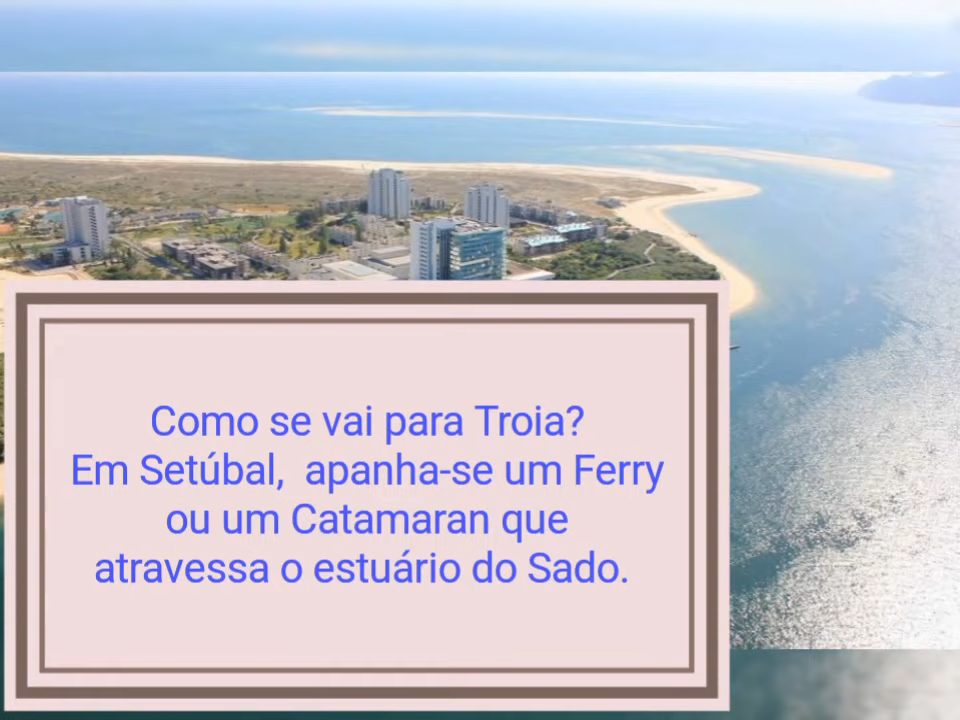 Como se vai para Troia?
Em Setúbal,  apanha-se um Ferry
ou um Catamaran que
atravessa o estuário do Sado.